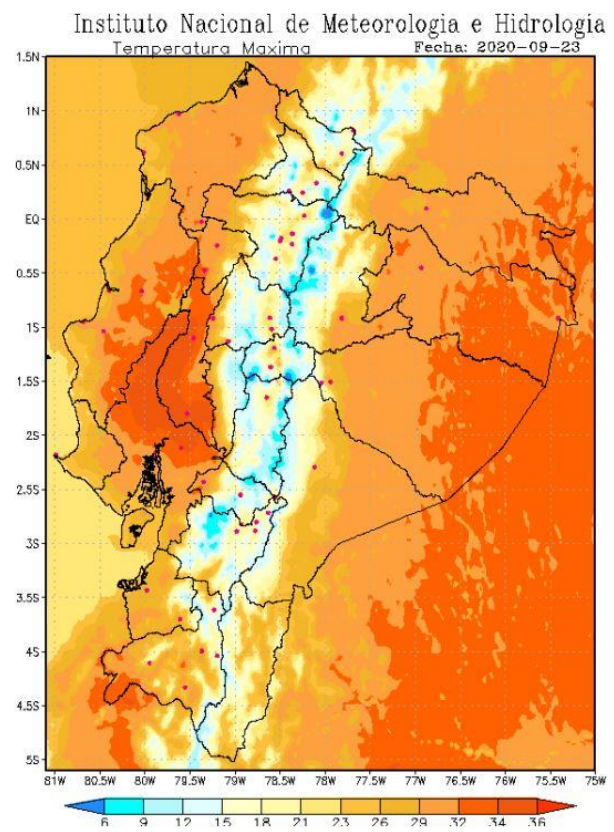 Instituto Nacional de Meteorologia e Hidrologia
Temperatura Maxima Fecha: 2020-09-23
1.5N
1N
0.5N
EQ
0.5S
1S
1.5S
2S
2.5S
3S
3.5S
4S
4.5S
5S
81W 80.5W 80W 79.5W 79W 78.5W 78W 77.5W 77W 76.5W 76W 75.5W 75W
6 9 12 15 18 21 23 26 29 32 34 36